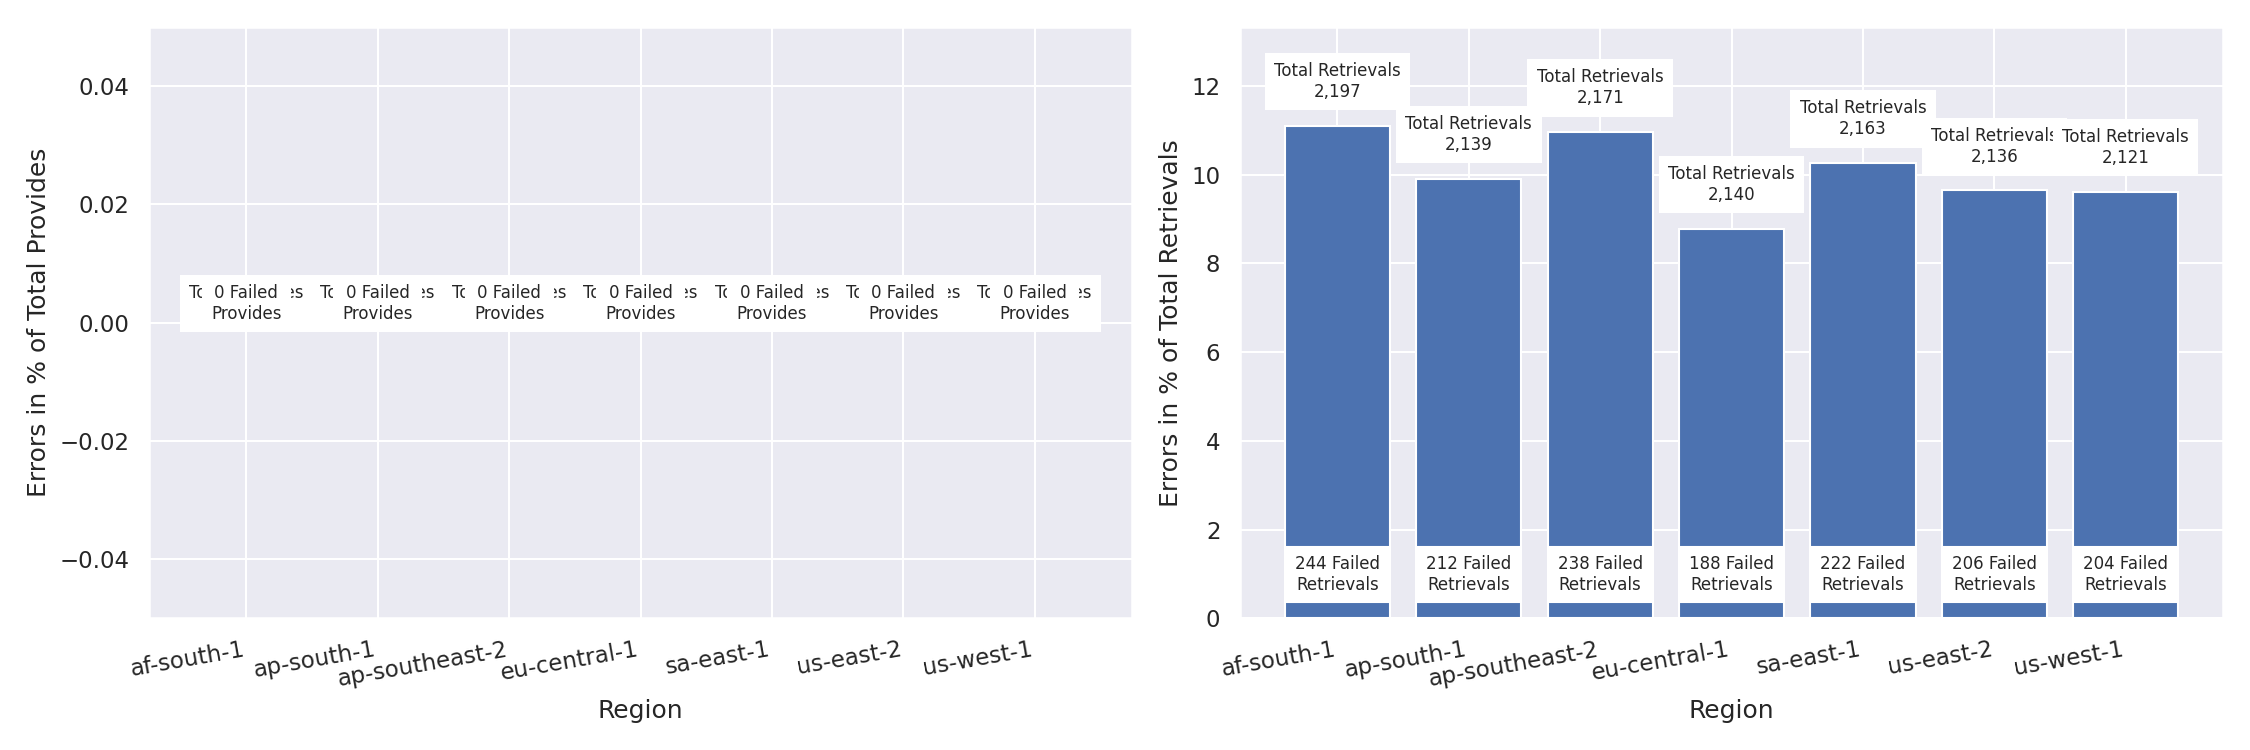 Errors in % of Total Provides
0.04
0.02
0.00
−0.02
−0.04
0 Failed
Provides
0 Failed
Provides
0 Failed
Provides
0 Failed
Provides
0 Failed
Provides
0 Failed
Provides
0 Failed
Provides
af-south-1
ap-south-1
ap-southeast-2
eu-central-1
sa-east-1
us-east-2
us-west-1
Region
Errors in % of Total Retrievals
12
10
8
6
4
2
0
Total Retrievals
2,197
Total Retrievals
2,139
Total Retrievals
2,171
Total Retrievals
2,140
Total Retrievals
2,163
Total Retrievals
2,136
Total Retrievals
2,121
244 Failed
Retrievals
212 Failed
Retrievals
238 Failed
Retrievals
188 Failed
Retrievals
222 Failed
Retrievals
206 Failed
Retrievals
204 Failed
Retrievals
af-south-1
ap-south-1
ap-southeast-2
eu-central-1
sa-east-1
us-east-2
us-west-1
Region